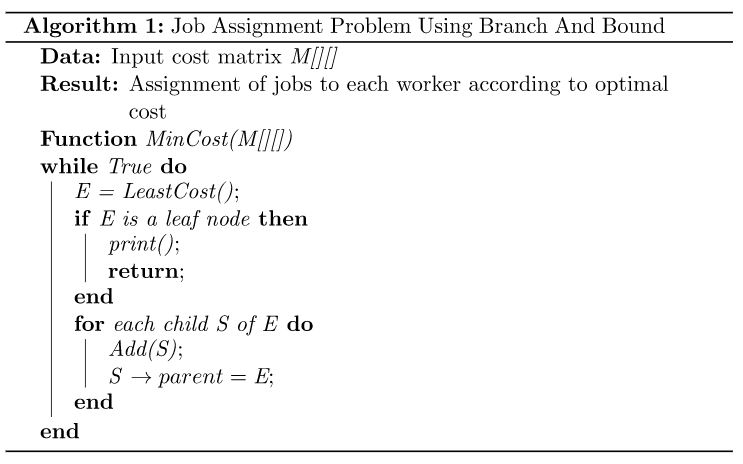 Algorithm 1: Job Assignment Problem Using Branch And Bound
Data: Input cost matrix M[][]
Result: Assignment of jobs to each worker according to optimal
cost
Function MinCost(M[][])
while True do
E = LeastCost();
if E is a leaf node then
print();
return;
end
for each child S of E do
Add(S);
S → parent = E;
end
end